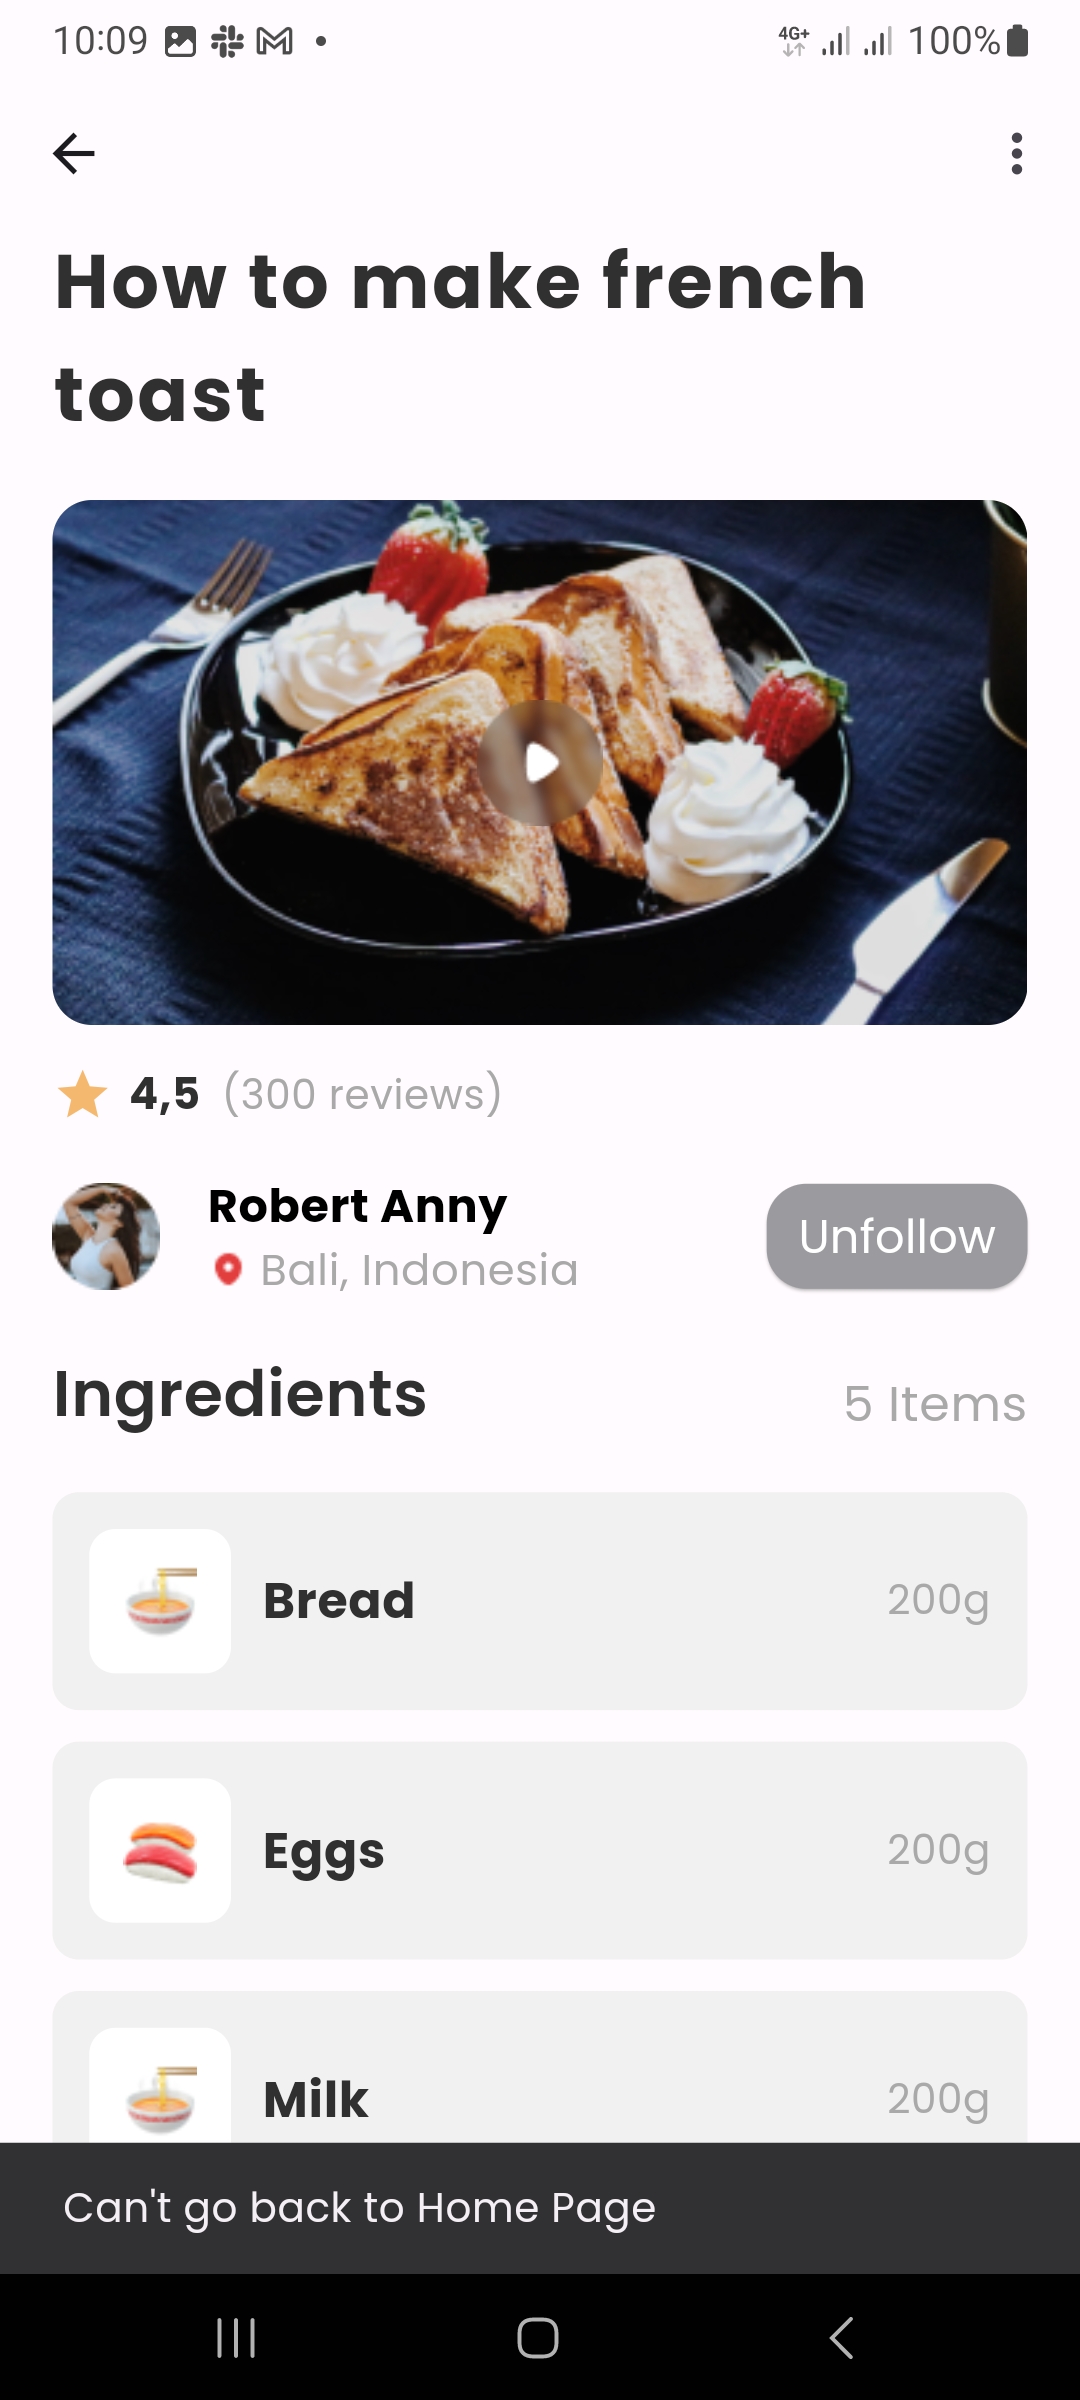 10:09
4G+ 100%
How to make french
toast
4,5 (300 reviews)
Robert Anny
Bali, Indonesia
Unfollow
Ingredients
5 Items
Bread
200g
Eggs
200g
Milk
200g
Can't go back to Home Page